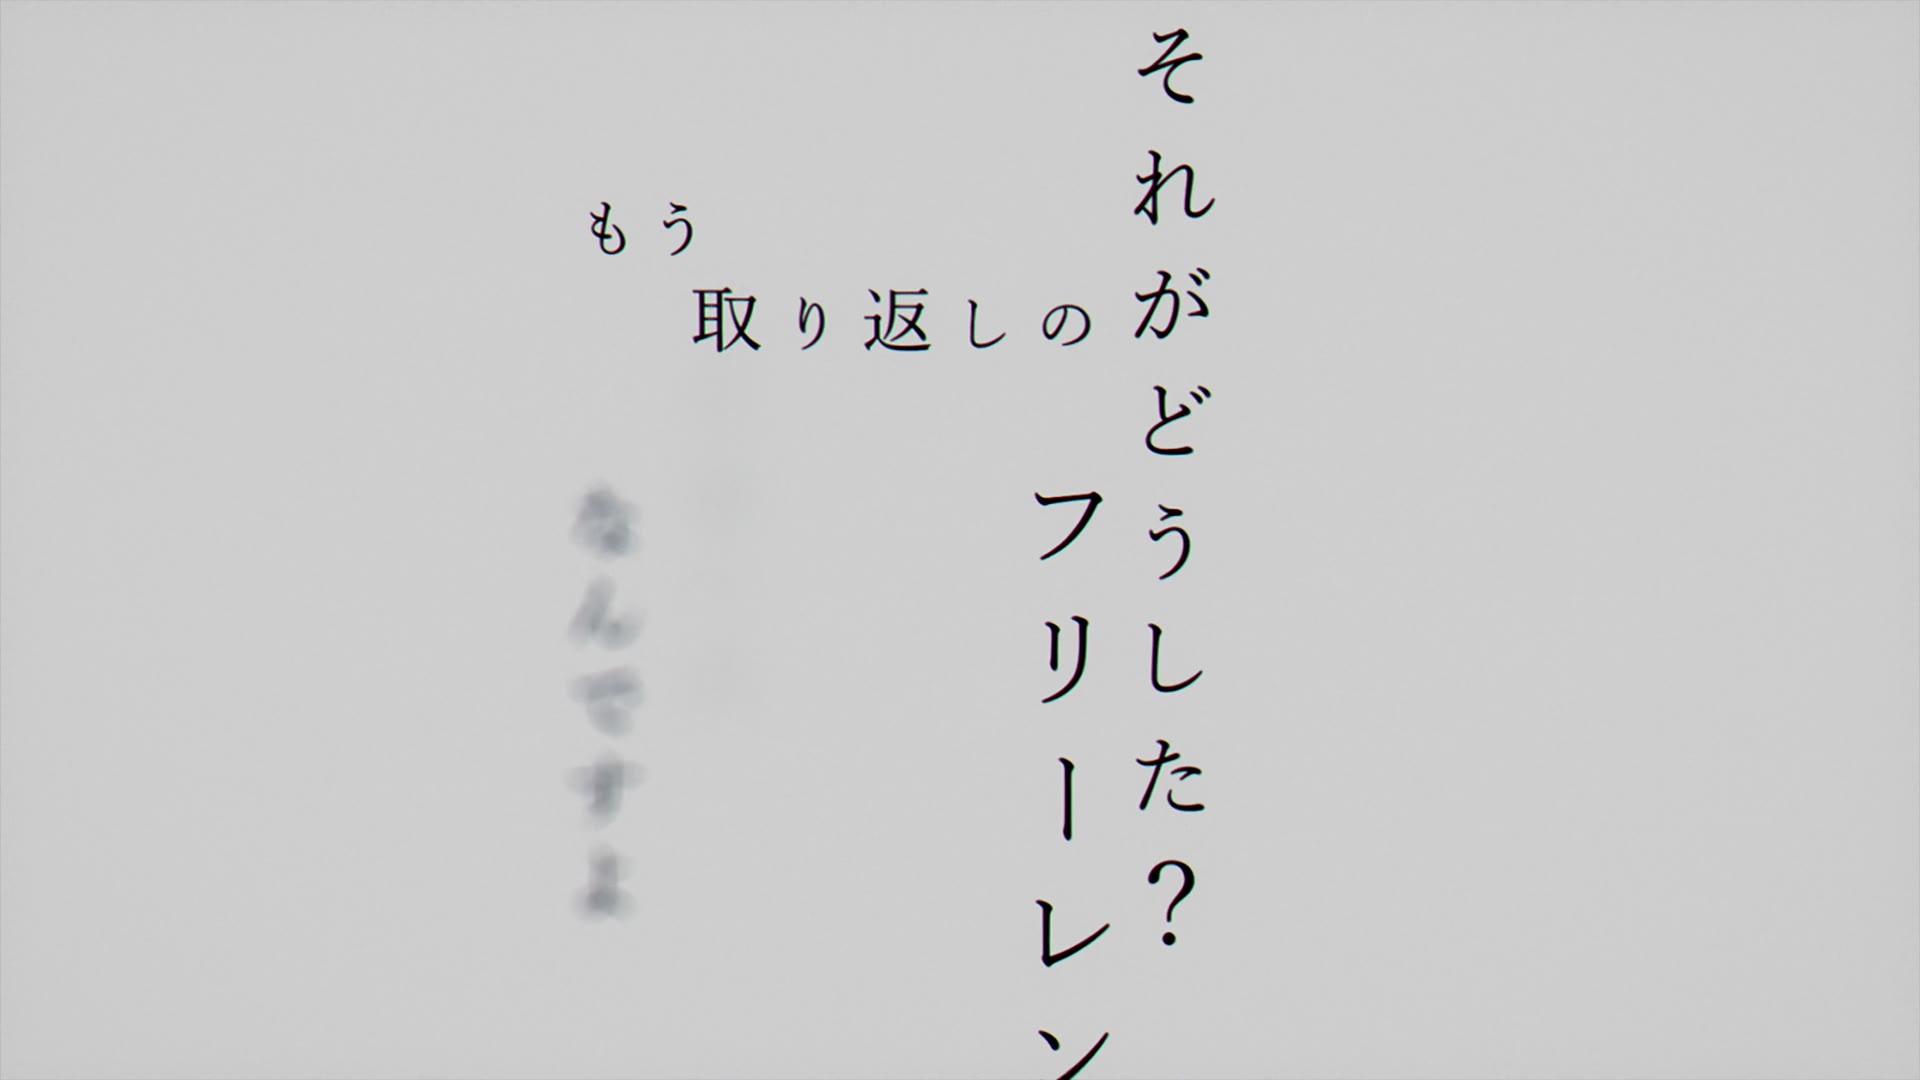 それがどうした?
フリーレン
もう
取り返しの
なんですよ